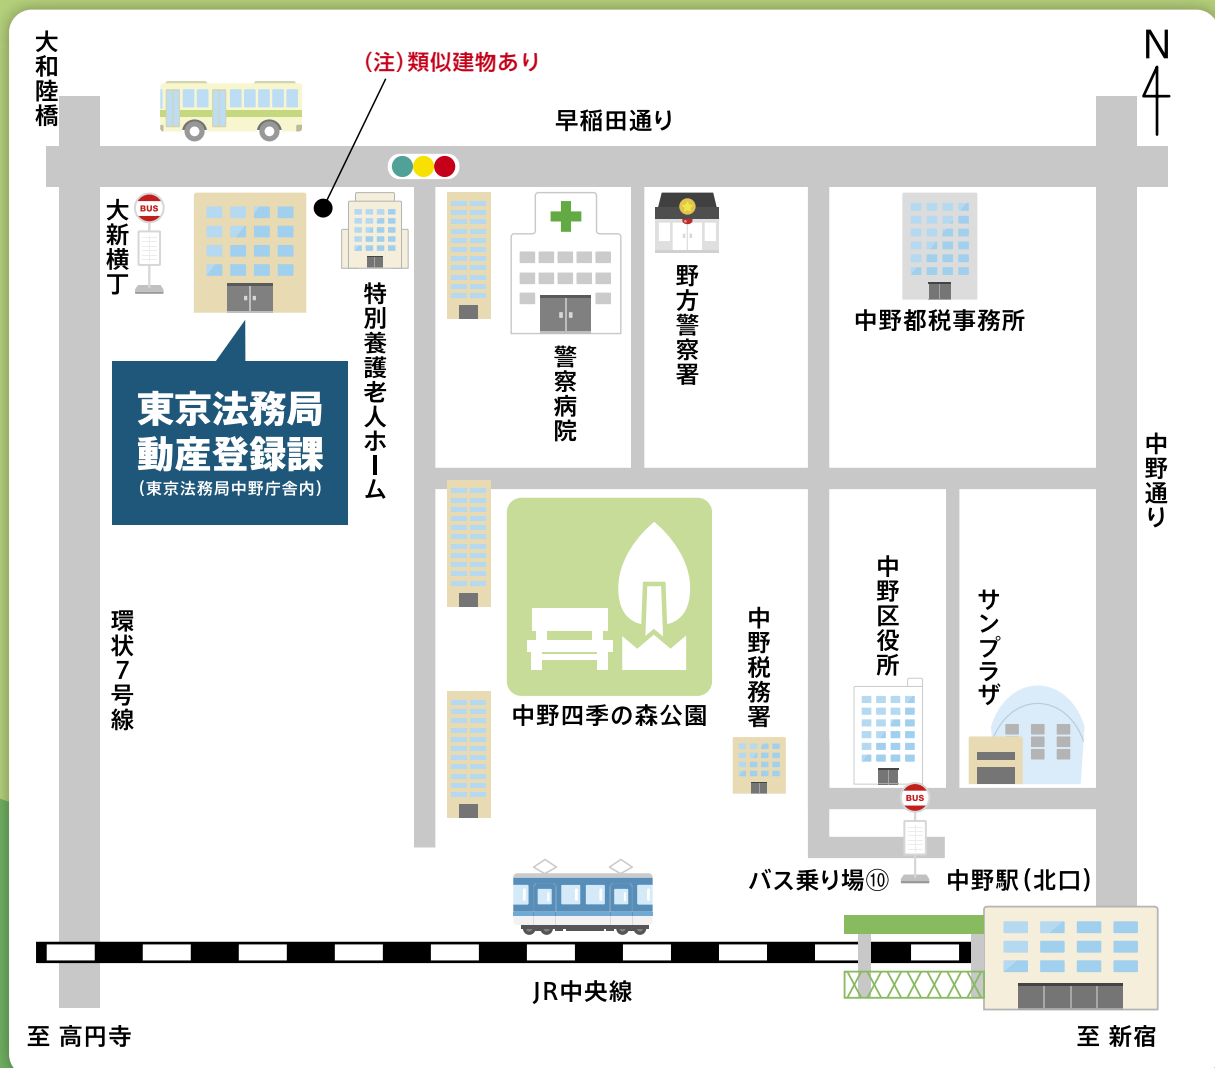 大和陸橋
(注)類似建物あり
N
早稲田通り
大新横丁
BUS
特別養護老人ホーム
警察病院
野方警察署
中野都税事務所
東京法務局
動産登録課
(東京法務局中野庁舎内)
中野通り
環状7号線
中野四季の森公園
中野税務署
中野区役所
サンプラザ
BUS
バス乗り場⑩
中野駅(北口)
JR中央線
至 高円寺
至 新宿